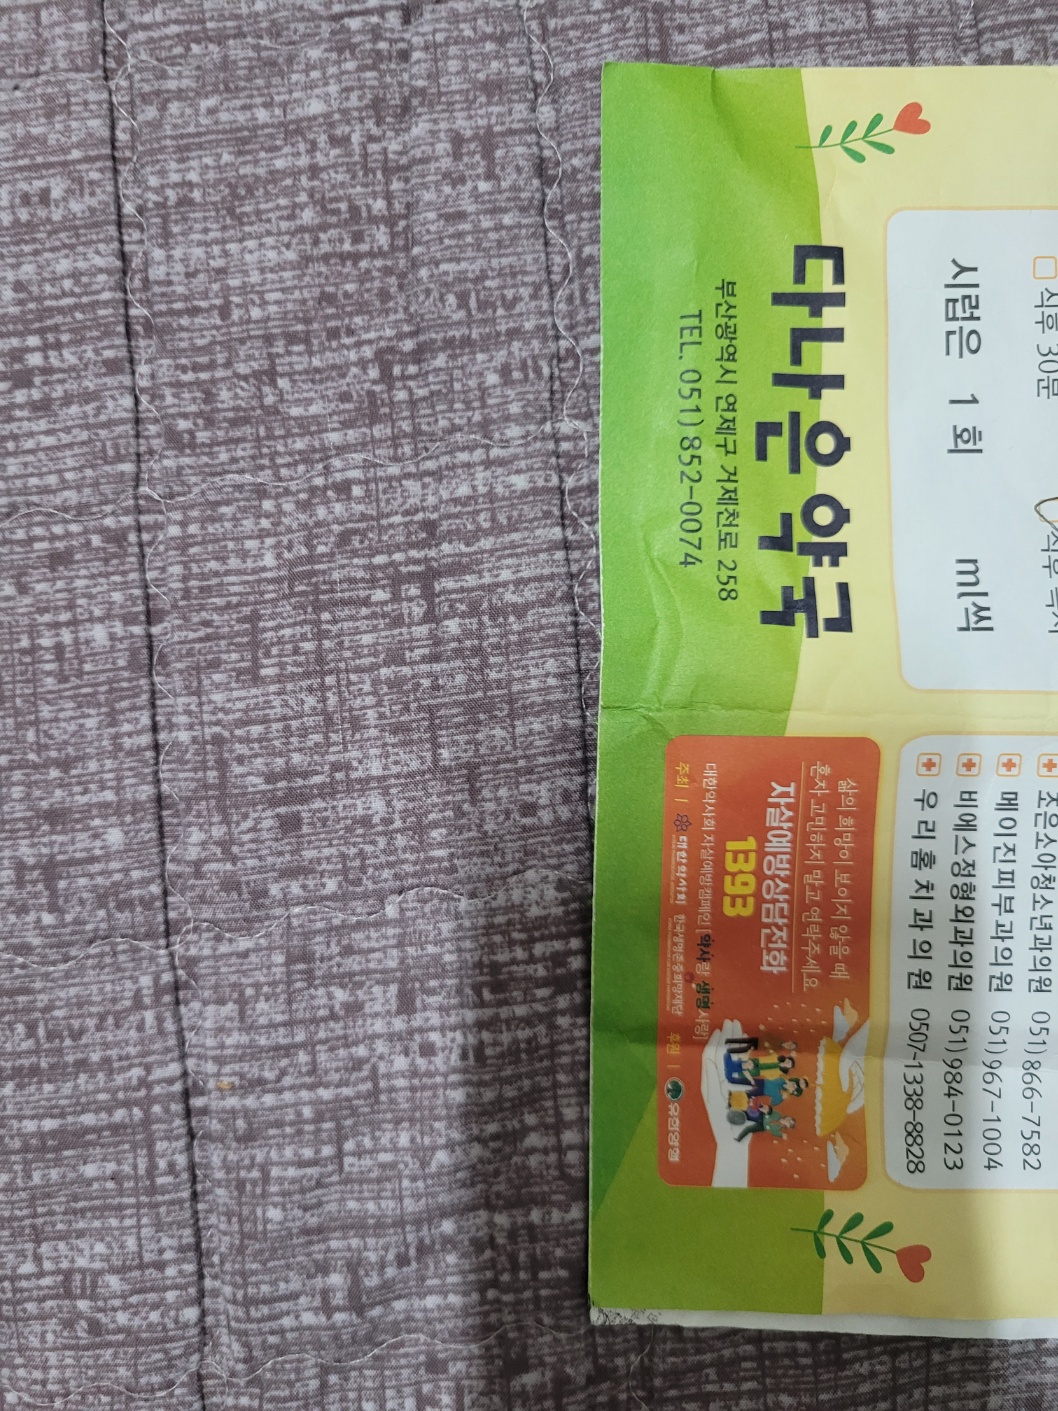 식후 30분
시럽은 1 회 ml씩
다나은약국
부산광역시 연제구 거제천로 258
TEL. 051) 852-0074
조은소아청소년과의원 051)866-7582
메이진피부과의원 051)967-1004
비에스정형외과의원 051)984-0123
우리홈치과의원 0507-1338-8828
삶의 희망이 보이지 않을 때
혼자 고민하지 말고 연락주세요
자살예방상담전화
1393
대한약사회 자살예방캠페인 [약사랑 생명사랑]
주최 | 대한약사회 한국생명존중희망재단 후원 | 유한양행